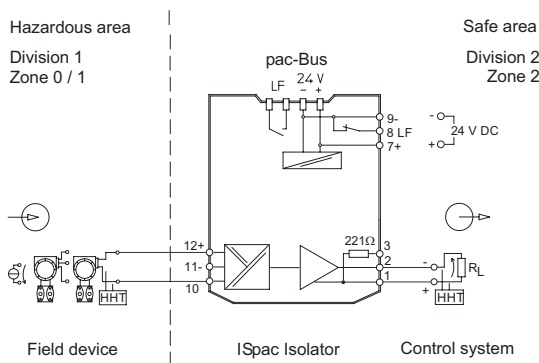 Hazardous area
Safe area
Division 1
Zone 0 / 1
Division 2
Zone 2
pac-Bus
LF
24 V
- +
9-
8 LF
7+
-
24 V DC
+
12+
11-
10
221Ω
3
2
1
-
+
RL
HHT
HHT
Field device
ISpac Isolator
Control system